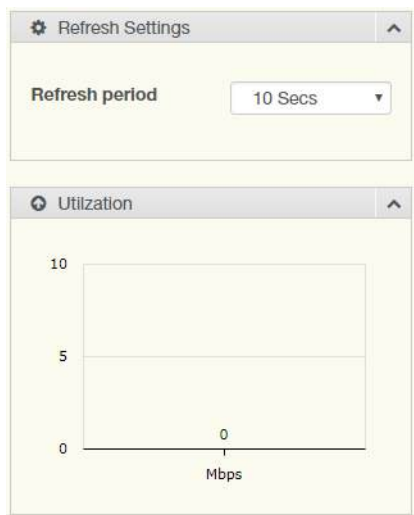 Refresh Settings
Refresh period
10 Secs
Utilzation
10
5
0
0
Mbps